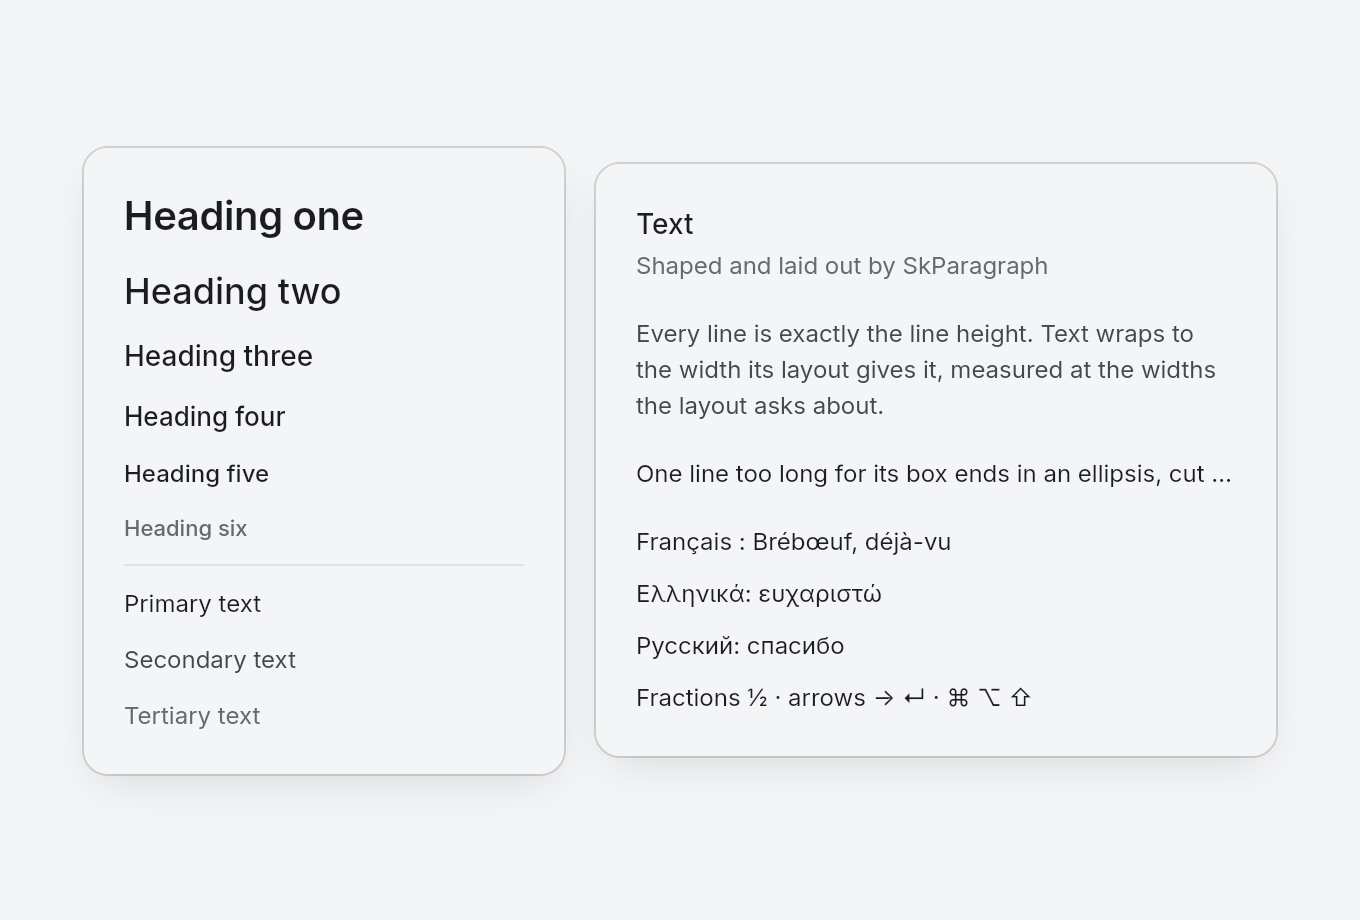 Heading one
Heading two
Heading three
Heading four
Heading five
Heading six
Primary text
Secondary text
Tertiary text
Text
Shaped and laid out by SkParagraph
Every line is exactly the line height. Text wraps to
the width its layout gives it, measured at the widths
the layout asks about.
One line too long for its box ends in an ellipsis, cut …
Français : Brébœuf, déjà-vu
Ελληνικά: ευχαριστώ
Русский: спасибо
Fractions ½ · arrows → ↵ · ⌘ ⌥ ⇧